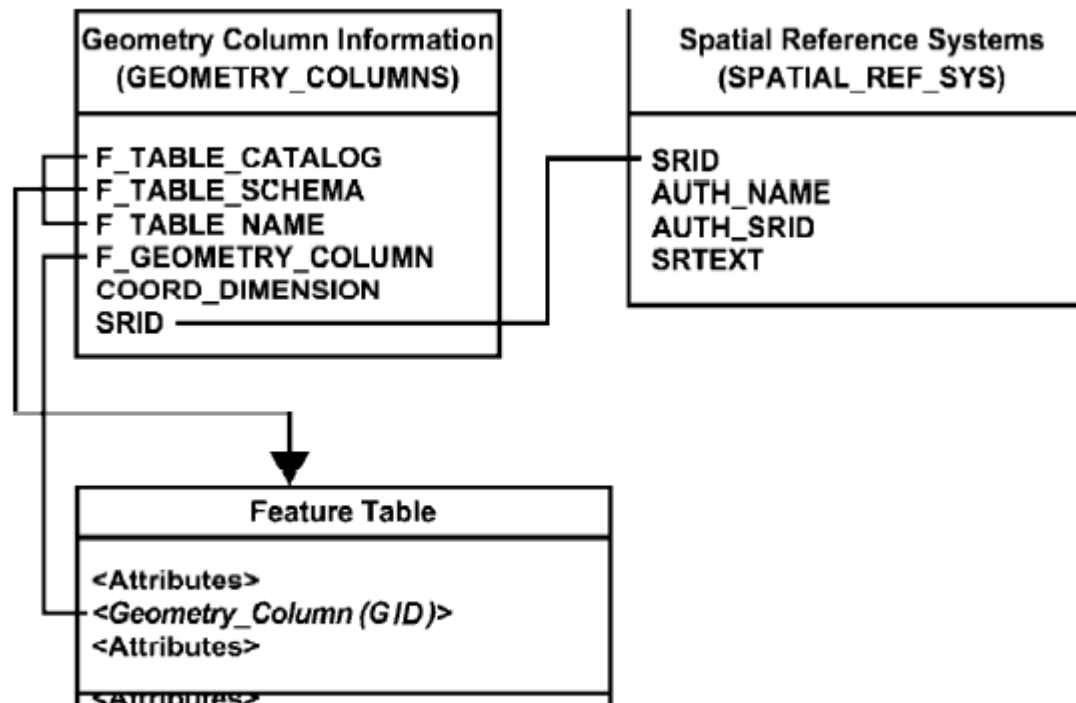 Geometry Column Information
(GEOMETRY_COLUMNS)
F_TABLE_CATALOG
F_TABLE_SCHEMA
F_TABLE_NAME
F_GEOMETRY_COLUMN
COORD_DIMENSION
SRID
Spatial Reference Systems
(SPATIAL_REF_SYS)
SRID
AUTH_NAME
AUTH_SRID
SRTEXT
Feature Table
<Attributes>
<Geometry_Column (GID)>
<Attributes>
<Attributes>